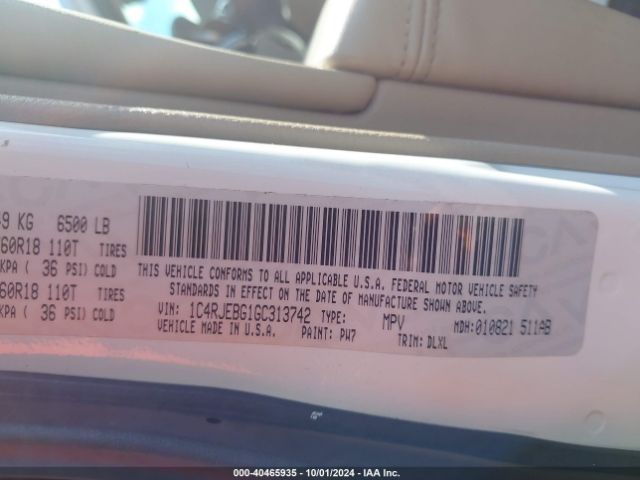 69 KG 6500 LB
60R18 110T TIRES
KPA ( 36 PSI) COLD
60R18 110T TIRES
KPA ( 36 PSI) COLD
THIS VEHICLE CONFORMS TO ALL APPLICABLE U.S.A. FEDERAL MOTOR VEHICLE SAFETY
STANDARDS IN EFFECT ON THE DATE OF MANUFACTURE SHOWN ABOVE.
VIN: 1C4RJEBG1GC313742 TYPE: MPV MDH: 010821 511AB
VEHICLE MADE IN U.S.A. PAINT: PW7 TRIM: DLXL
000-40465935 - 10/01/2024 - IAA Inc.